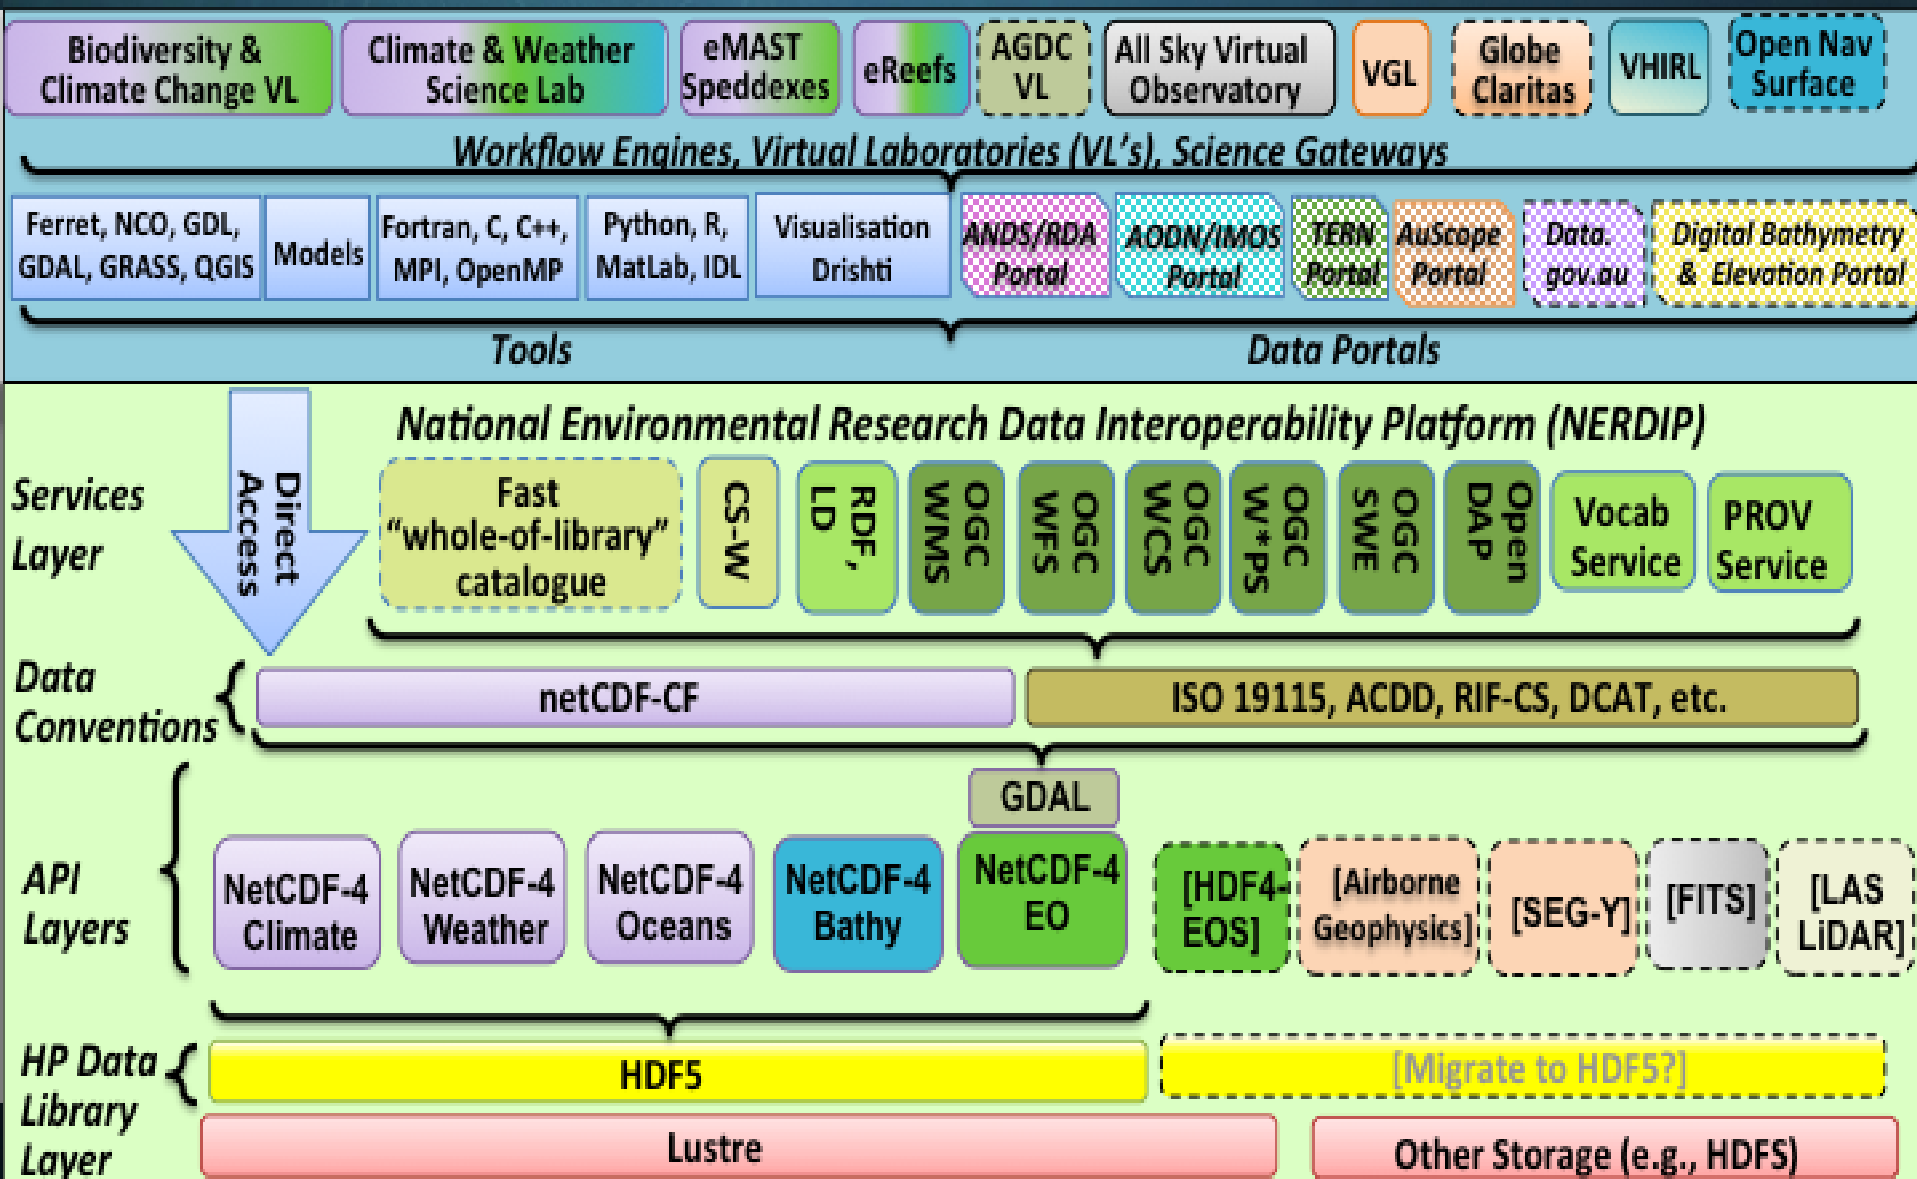 Biodiversity &
Climate Change VL
Climate & Weather
Science Lab
eMAST
Speddexes
eReefs
AGDC
VL
All Sky Virtual
Observatory
VGL
Globe
Claritas
VHIRL
Open Nav
Surface
Workflow Engines, Virtual Laboratories (VL's), Science Gateways
Ferret, NCO, GDL,
GDAL, GRASS, QGIS
Models
Fortran, C, C++,
MPI, OpenMP
Python, R,
MatLab, IDL
Visualisation
Drishti
ANDS/RDA
Portal
AODN/IMOS
Portal
TERN
Portal
AuScope
Portal
Data.
gov.au
Digital Bathymetry
& Elevation Portal
Tools
Data Portals
National Environmental Research Data Interoperability Platform (NERDIP)
Services
Layer
Direct
Access
Fast
"whole-of-library"
catalogue
CS-W
RDF,
LD
OGC
WMS
OGC
WFS
OGC
WCS
OGC
W*PS
OGC
SWE
Open
DAP
Vocab
Service
PROV
Service
Data
Conventions
netCDF-CF
ISO 19115, ACDD, RIF-CS, DCAT, etc.
API
Layers
GDAL
NetCDF-4
Climate
NetCDF-4
Weather
NetCDF-4
Oceans
NetCDF-4
Bathy
NetCDF-4
EO
[HDF4-
EOS]
[Airborne
Geophysics]
[SEG-Y]
[FITS]
[LAS
LiDAR]
HP Data
Library
Layer
HDF5
[Migrate to HDF5?]
Lustre
Other Storage (e.g., HDFS)